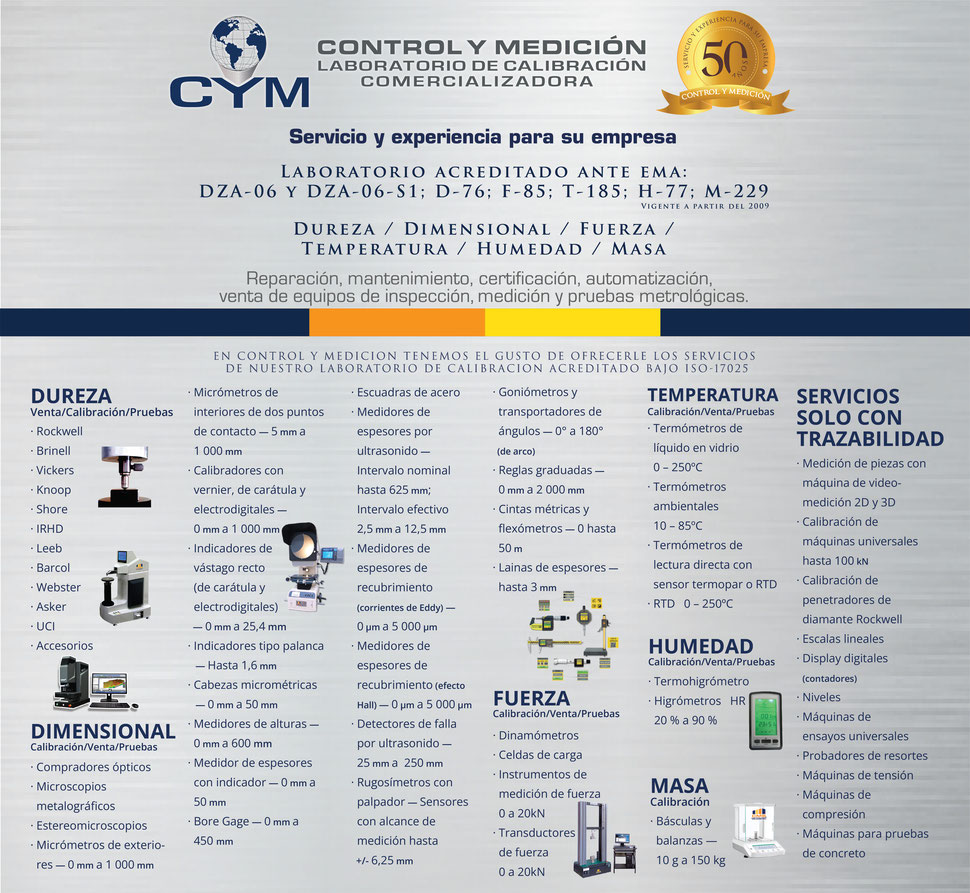 CYM
CONTROL Y MEDICIÓN
LABORATORIO DE CALIBRACIÓN
COMERCIALIZADORA
SERVICIO Y EXPERIENCIA PARA SU EMPRESA
50
AÑOS
CONTROL Y MEDICIÓN
Servicio y experiencia para su empresa
LABORATORIO ACREDITADO ANTE EMA:
DZA-06 Y DZA-06-S1; D-76; F-85; T-185; H-77; M-229
VIGENTE A PARTIR DEL 2009
DUREZA / DIMENSIONAL / FUERZA /
TEMPERATURA / HUMEDAD / MASA
Reparación, mantenimiento, certificación, automatización,
venta de equipos de inspección, medición y pruebas metrológicas.
EN CONTROL Y MEDICION TENEMOS EL GUSTO DE OFRECERLE LOS SERVICIOS
DE NUESTRO LABORATORIO DE CALIBRACION ACREDITADO BAJO ISO-17025
DUREZA
Venta/Calibración/Pruebas
· Rockwell
· Brinell
· Vickers
· Knoop
· Shore
· IRHD
· Leeb
· Barcol
· Webster
· Asker
· UCI
· Accesorios
DIMENSIONAL
Calibración/Venta/Pruebas
· Compradores ópticos
· Microscopios
metalográficos
· Estereomicroscopios
· Micrómetros de exterio-
res — 0 mm a 1 000 mm
· Micrómetros de
interiores de dos puntos
de contacto — 5 mm a
1 000 mm
· Calibradores con
vernier, de carátula y
electrodigitales —
0 mm a 1 000 mm
· Indicadores de
vástago recto
(de carátula y
electrodigitales)
— 0 mm a 25,4 mm
· Indicadores tipo palanca
— Hasta 1,6 mm
· Cabezas micrométricas
— 0 mm a 50 mm
· Medidores de alturas —
0 mm a 600 mm
· Medidor de espesores
con indicador — 0 mm a
50 mm
· Bore Gage — 0 mm a
450 mm
· Escuadras de acero
· Medidores de
espesores por
ultrasonido —
Intervalo nominal
hasta 625 mm;
Intervalo efectivo
2,5 mm a 12,5 mm
· Medidores de
espesores de
recubrimiento
(corrientes de Eddy) —
0 µm a 5 000 µm
· Medidores de
espesores de
recubrimiento (efecto
Hall) — 0 µm a 5 000 µm
· Detectores de falla
por ultrasonido —
25 mm a 250 mm
· Rugosímetros con
palpador — Sensores
con alcance de
medición hasta
+/- 6,25 mm
· Goniómetros y
transportadores de
ángulos — 0° a 180°
(de arco)
· Reglas graduadas —
0 mm a 2 000 mm
· Cintas métricas y
flexómetros — 0 hasta
50 m
· Lainas de espesores —
hasta 3 mm
FUERZA
Calibración/Venta/Pruebas
· Dinamómetros
· Celdas de carga
· Instrumentos de
medición de fuerza
0 a 20kN
· Transductores
de fuerza
0 a 20kN
TEMPERATURA
Calibración/Venta/Pruebas
· Termómetros de
líquido en vidrio
0 – 250ºC
· Termómetros
ambientales
10 – 85ºC
· Termómetros de
lectura directa con
sensor termopar o RTD
· RTD 0 – 250ºC
HUMEDAD
Calibración/Venta/Pruebas
· Termohigrómetro
· Higrómetros HR
20 % a 90 %
MASA
Calibración
· Básculas y
balanzas —
10 g a 150 kg
SERVICIOS
SOLO CON
TRAZABILIDAD
· Medición de piezas con
máquina de video-
medición 2D y 3D
· Calibración de
máquinas universales
hasta 100 kN
· Calibración de
penetradores de
diamante Rockwell
· Escalas lineales
· Display digitales
(contadores)
· Niveles
· Máquinas de
ensayos universales
· Probadores de resortes
· Máquinas de tensión
· Máquinas de
compresión
· Máquinas para pruebas
de concreto